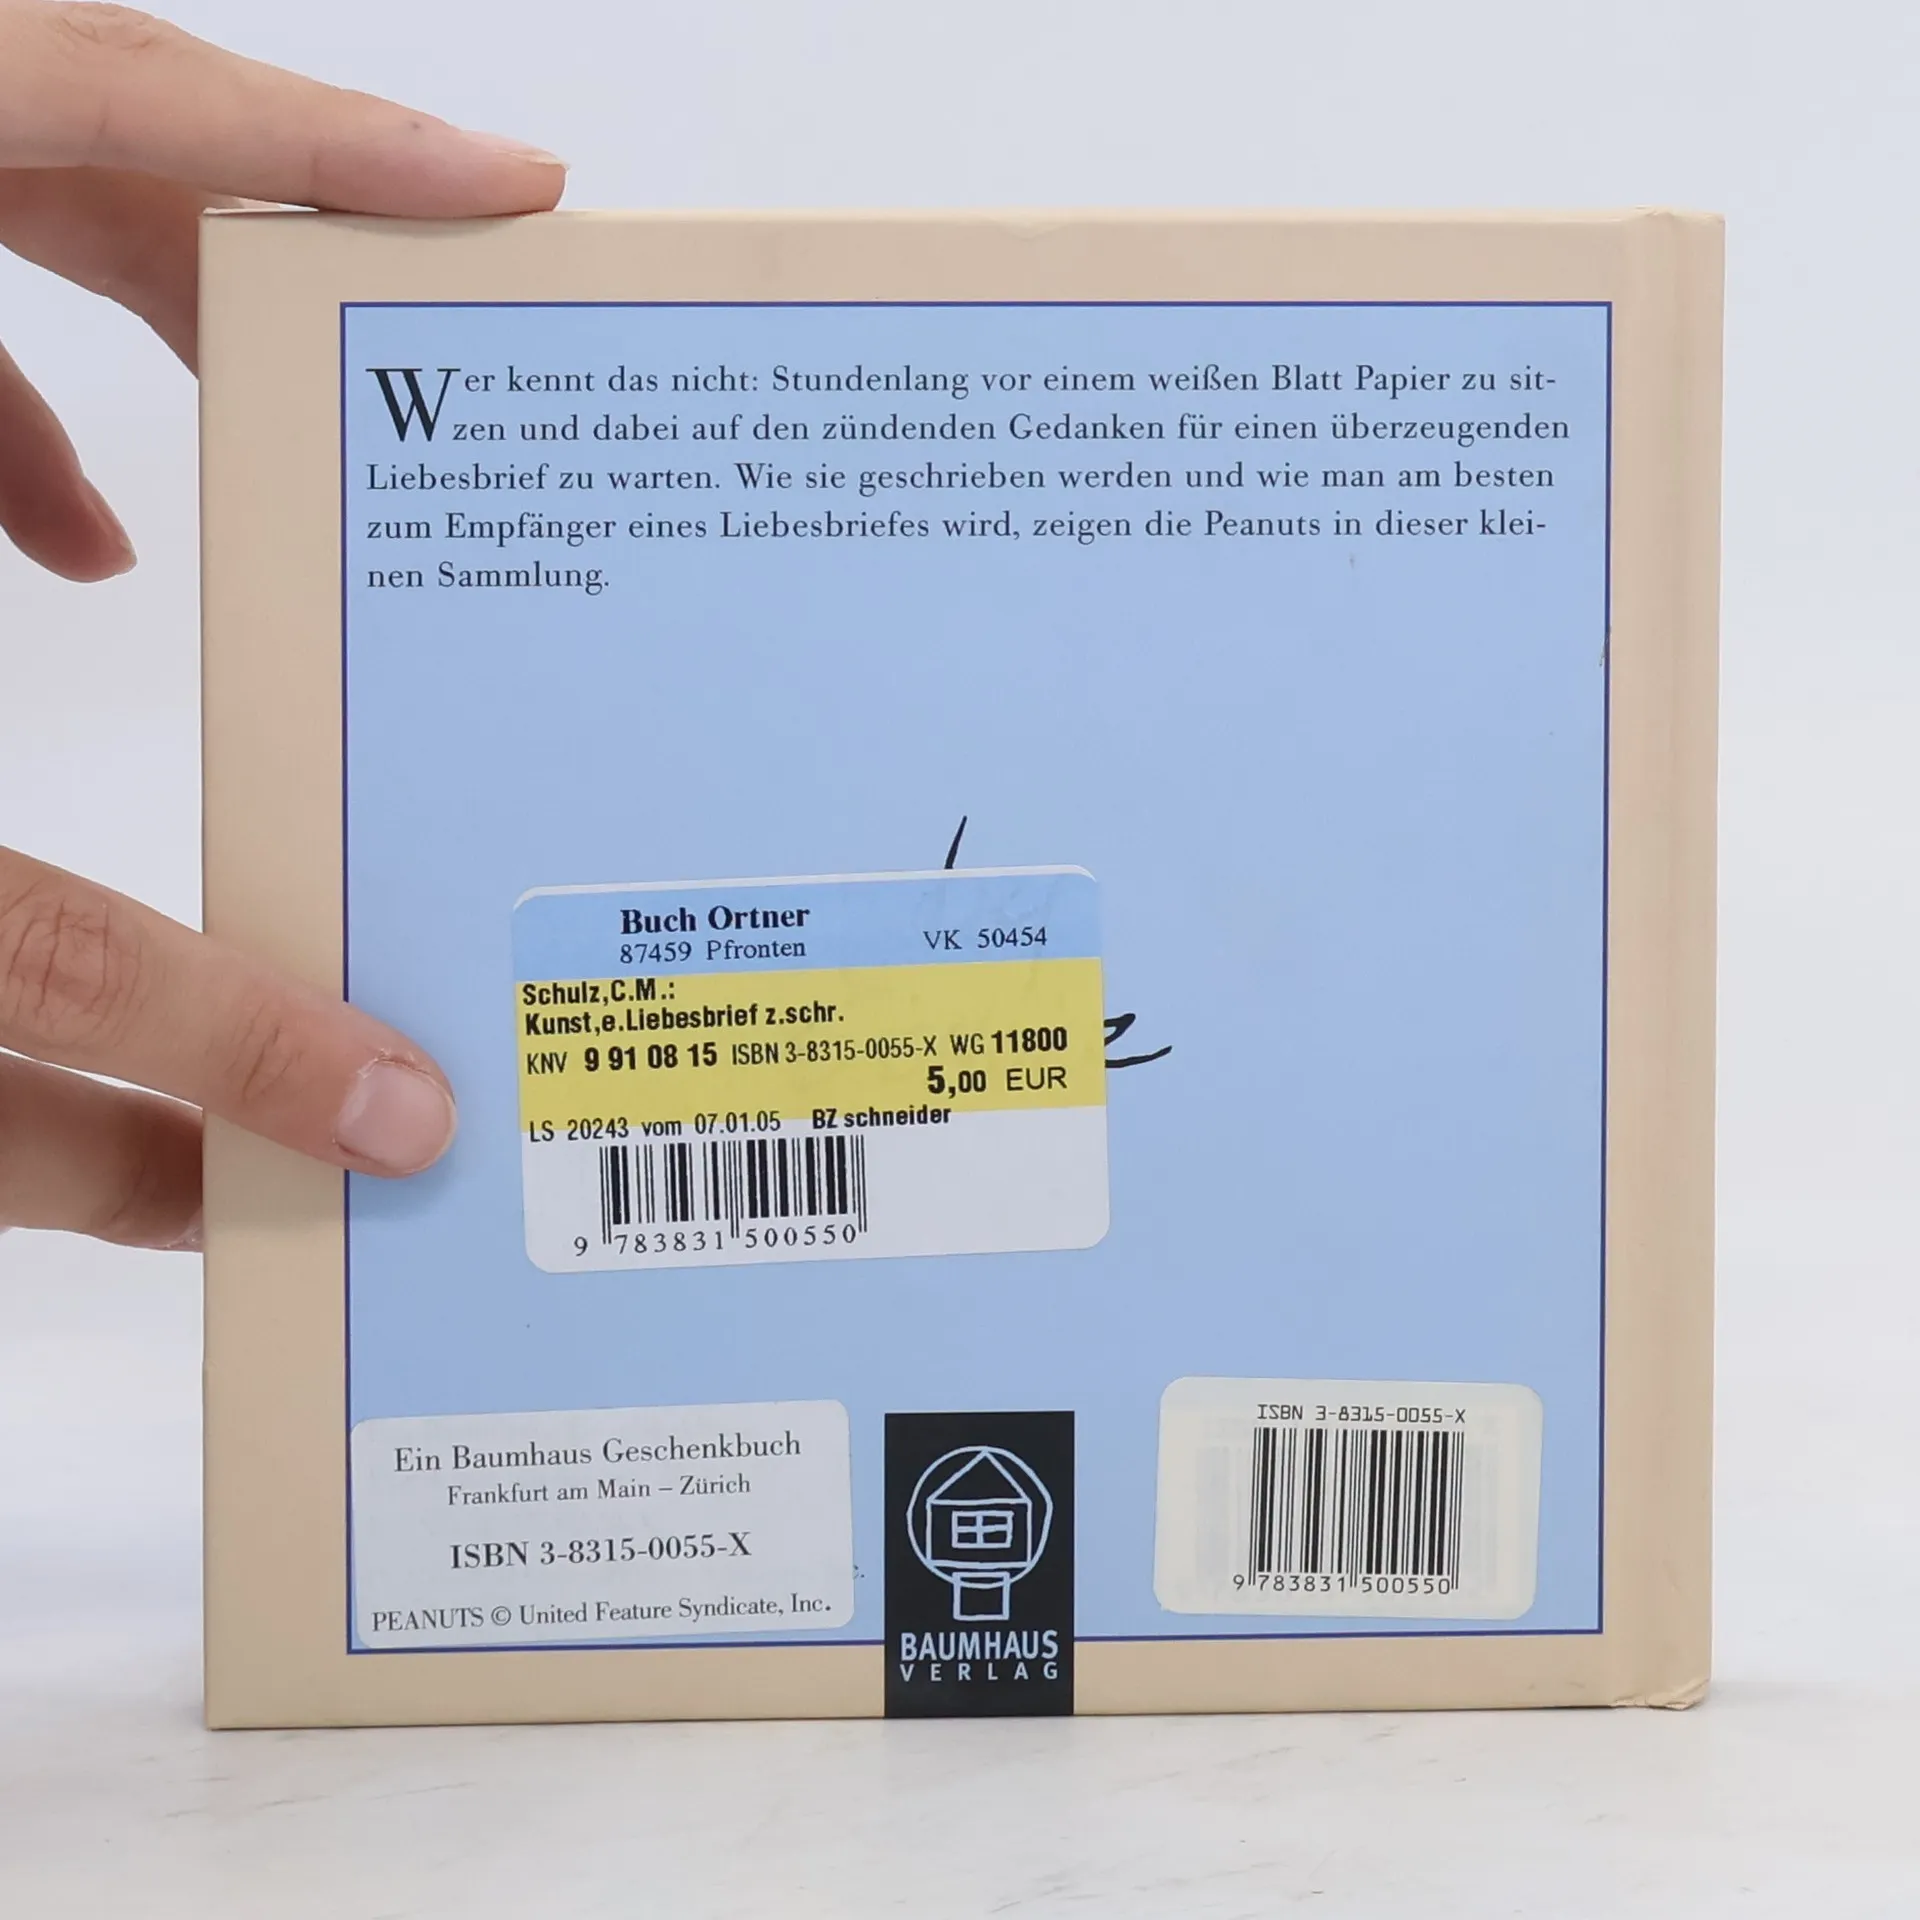 Wer kennt das nicht: Stundenlang vor einem weißen Blatt Papier zu sit-
zen und dabei auf den zündenden Gedanken für einen überzeugenden
Liebesbrief zu warten. Wie sie geschrieben werden und wie man am besten
zum Empfänger eines Liebesbriefes wird, zeigen die Peanuts in dieser klei-
nen Sammlung.
Buch Ortner
87459 Pfronten VK 50454
Schulz,C.M.:
Kunst,e.Liebesbrief z.schr.
KNV 9 91 08 15 ISBN 3-8315-0055-X WG 11800
5,00 EUR
LS 20243 vom 07.01.05 BZ schneider
9 783831 500550
Ein Baumhaus Geschenkbuch
Frankfurt am Main – Zürich
ISBN 3-8315-0055-X
PEANUTS © United Feature Syndicate, Inc.
c.
BAUMHAUS
VERLAG
ISBN 3-8315-0055-X
9 783831 500550